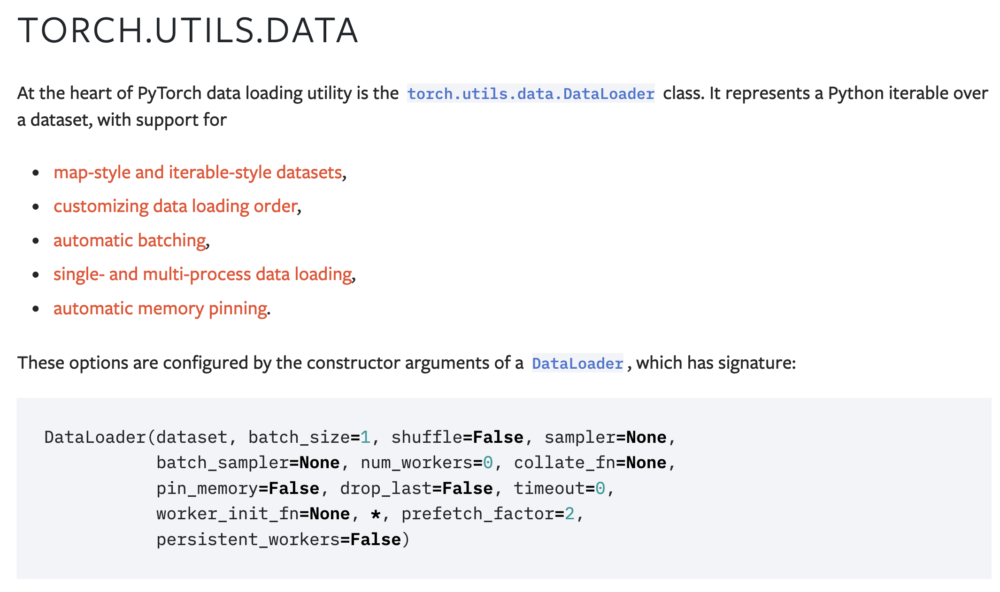 TORCH.UTILS.DATA
At the heart of PyTorch data loading utility is the torch.utils.data.DataLoader class. It represents a Python iterable over
a dataset, with support for
• map-style and iterable-style datasets,
• customizing data loading order,
• automatic batching,
• single- and multi-process data loading,
• automatic memory pinning.
These options are configured by the constructor arguments of a DataLoader, which has signature:
DataLoader(dataset, batch_size=1, shuffle=False, sampler=None,
           batch_sampler=None, num_workers=0, collate_fn=None,
           pin_memory=False, drop_last=False, timeout=0,
           worker_init_fn=None, *, prefetch_factor=2,
           persistent_workers=False)